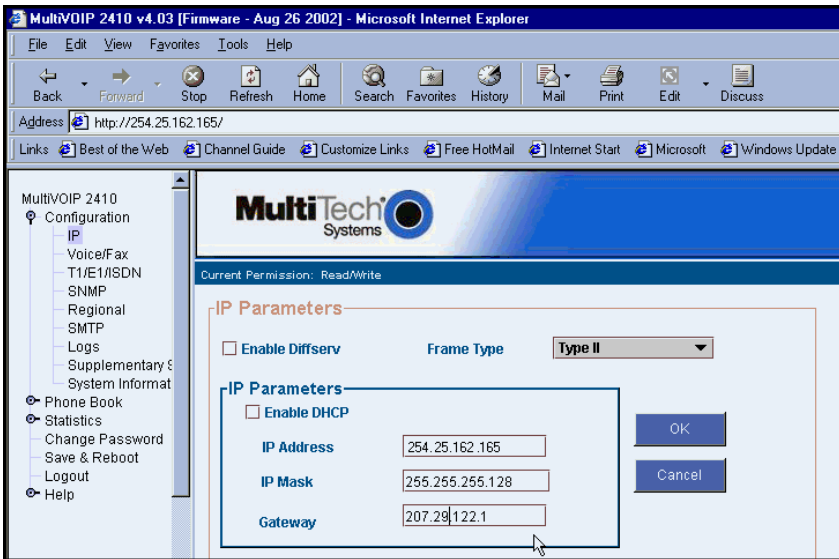 MultiVOIP 2410 v4.03 [Firmware - Aug 26 2002] - Microsoft Internet Explorer
File Edit View Favorites Tools Help
Back Forward Stop Refresh Home Search Favorites History Mail Print Edit Discuss
Address http://254.25.162.165/
Links Best of the Web Channel Guide Customize Links Free HotMail Internet Start Microsoft Windows Update
MultiVOIP 2410
Configuration
IP
Voice/Fax
T1/E1/ISDN
SNMP
Regional
SMTP
Logs
Supplementary S
System Informat
Phone Book
Statistics
Change Password
Save & Reboot
Logout
Help
MultiTech
Systems
Current Permission: Read/Write
IP Parameters
Enable Diffserv Frame Type Type II
IP Parameters
Enable DHCP
IP Address 254.25.162.165
IP Mask 255.255.255.128
Gateway 207.29.122.1
OK
Cancel